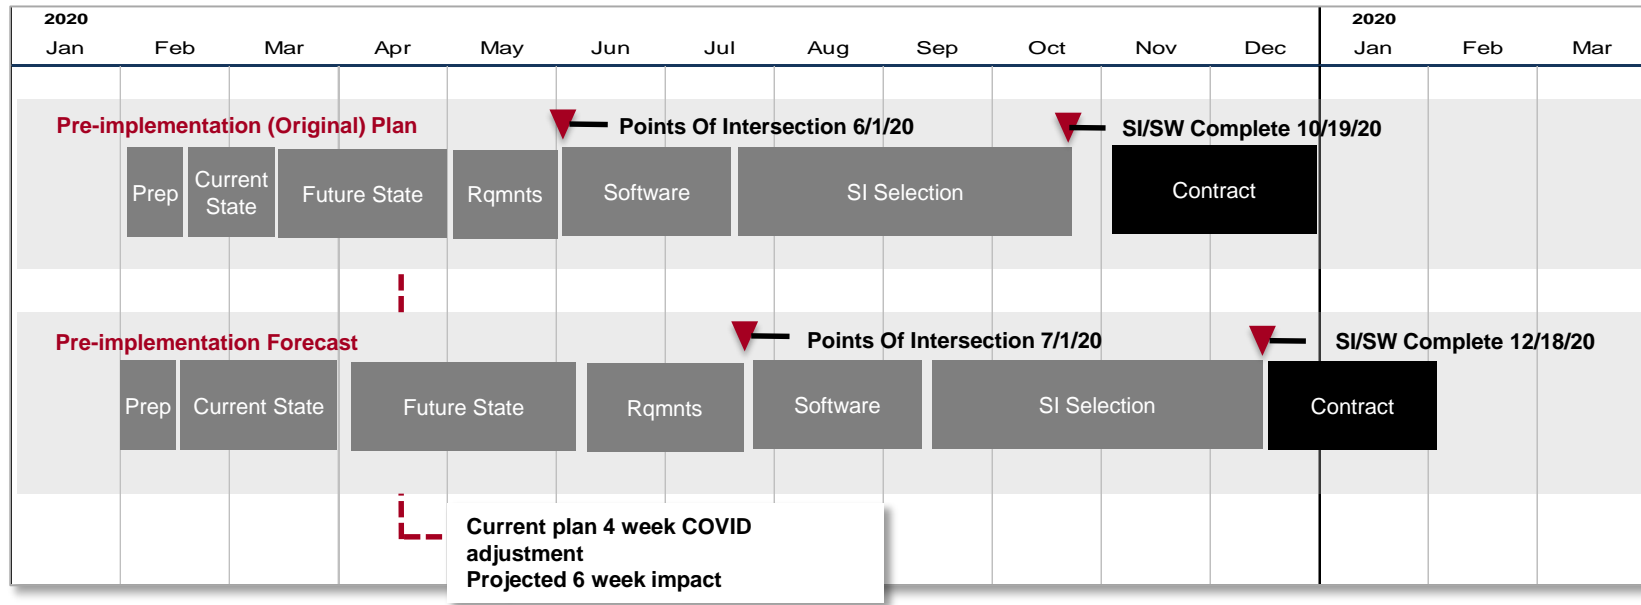 2020 2020
Jan Feb Mar Apr May Jun Jul Aug Sep Oct Nov Dec Jan Feb Mar
Pre-implementation (Original) Plan
Points Of Intersection 6/1/20
SI/SW Complete 10/19/20
Prep
Current
State
Future State
Rqmnts
Software
SI Selection
Contract
Pre-implementation Forecast
Points Of Intersection 7/1/20
SI/SW Complete 12/18/20
Prep
Current State
Future State
Rqmnts
Software
SI Selection
Contract
Current plan 4 week COVID
adjustment
Projected 6 week impact